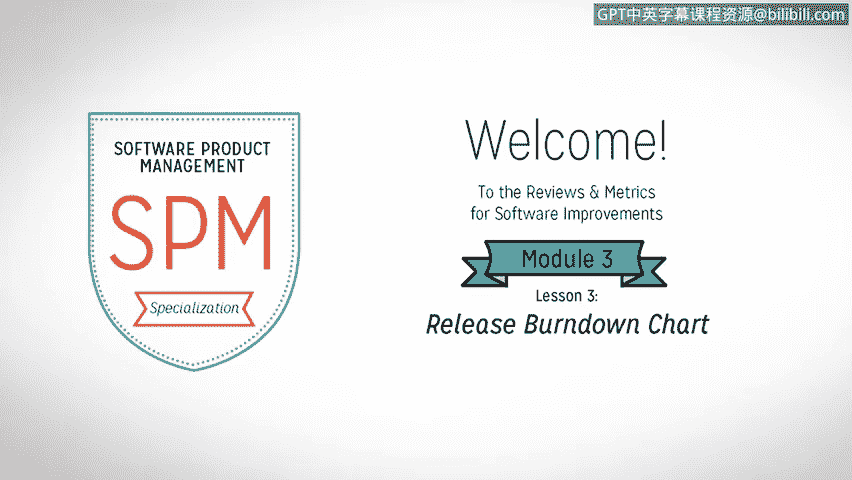 GPT中英字幕课程资源@bilibili.com
SOFTWARE PRODUCT
MANAGEMENT
SPM
Specialization
Welcome!
To the Reviews & Metrics
for Software Improvements
Module 3
Lesson 3:
Release Burndown Chart